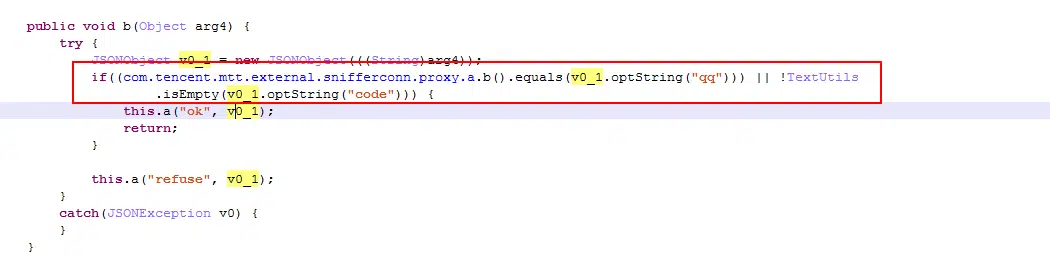 public void b(Object arg4) {
try {
JSONObject v0_1 = new JSONObject(((String)arg4));
if((com.tencent.mtt.external.snifferconn.proxy.a.b().equals(v0_1.optString("qq"))) || !TextUtils
.isEmpty(v0_1.optString("code"))) {
this.a("ok", v0_1);
return;
}
this.a("refuse", v0_1);
}
catch(JSONException v0) {
}
}